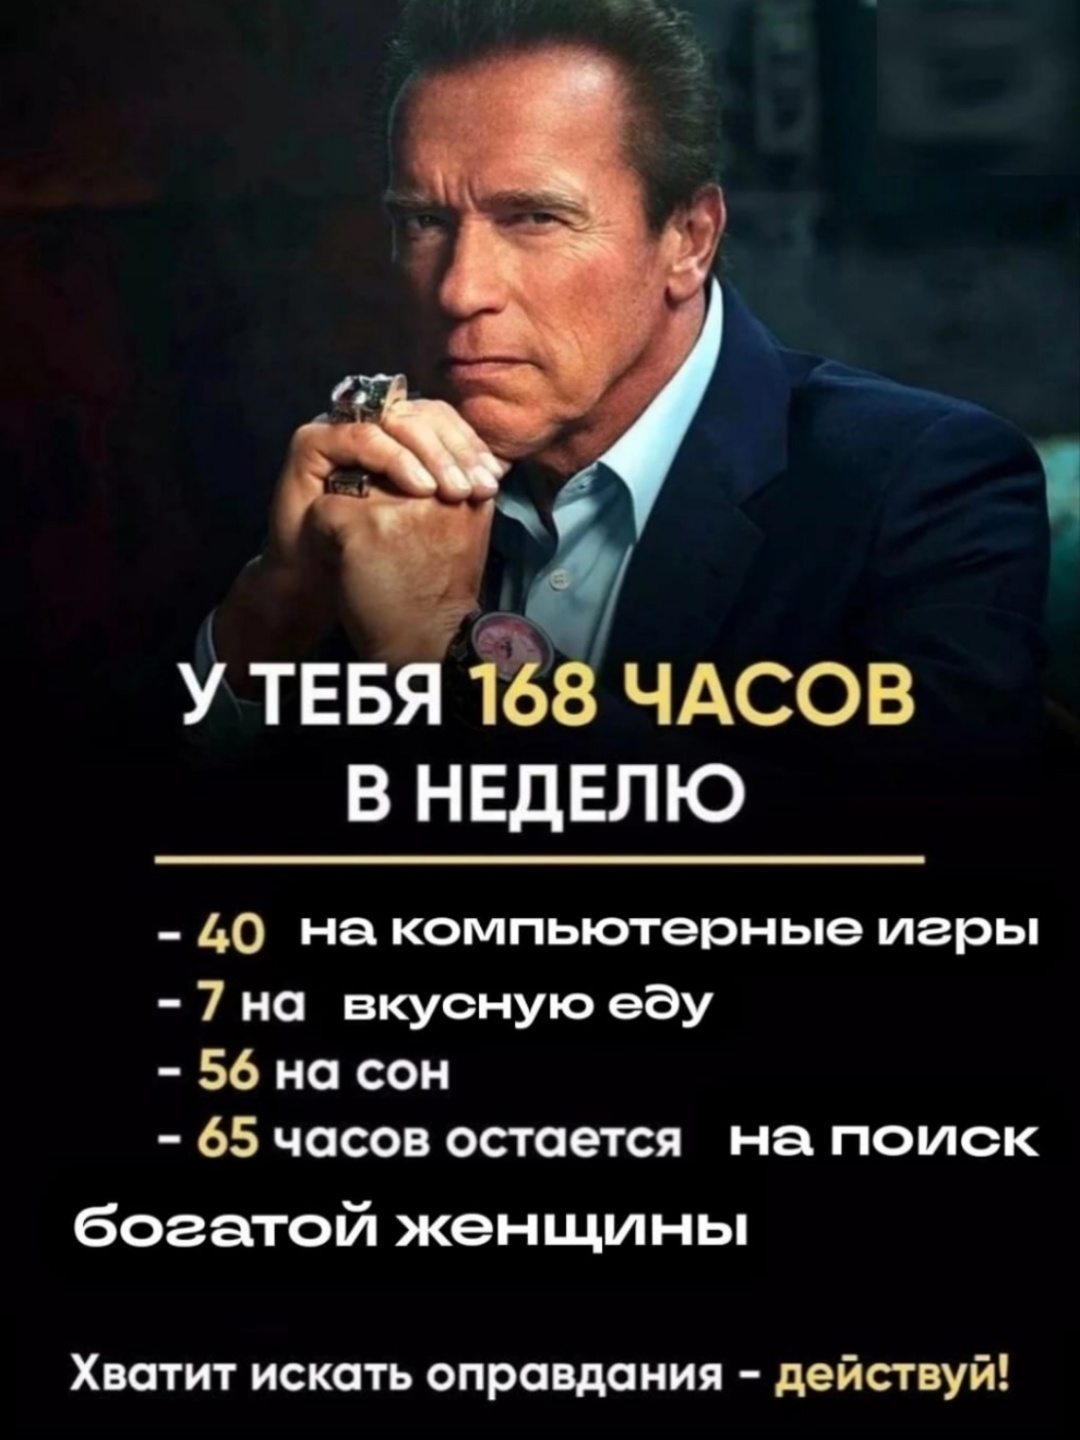 У ТЕБЯ 168 ЧАСОВ
В НЕДЕЛЮ
- 40 на компьютерные игры
- 7 на вкусную еду
- 56 на сон
- 65 часов остается на поиск
богатой женщины
Хватит искать оправдания - действуй!